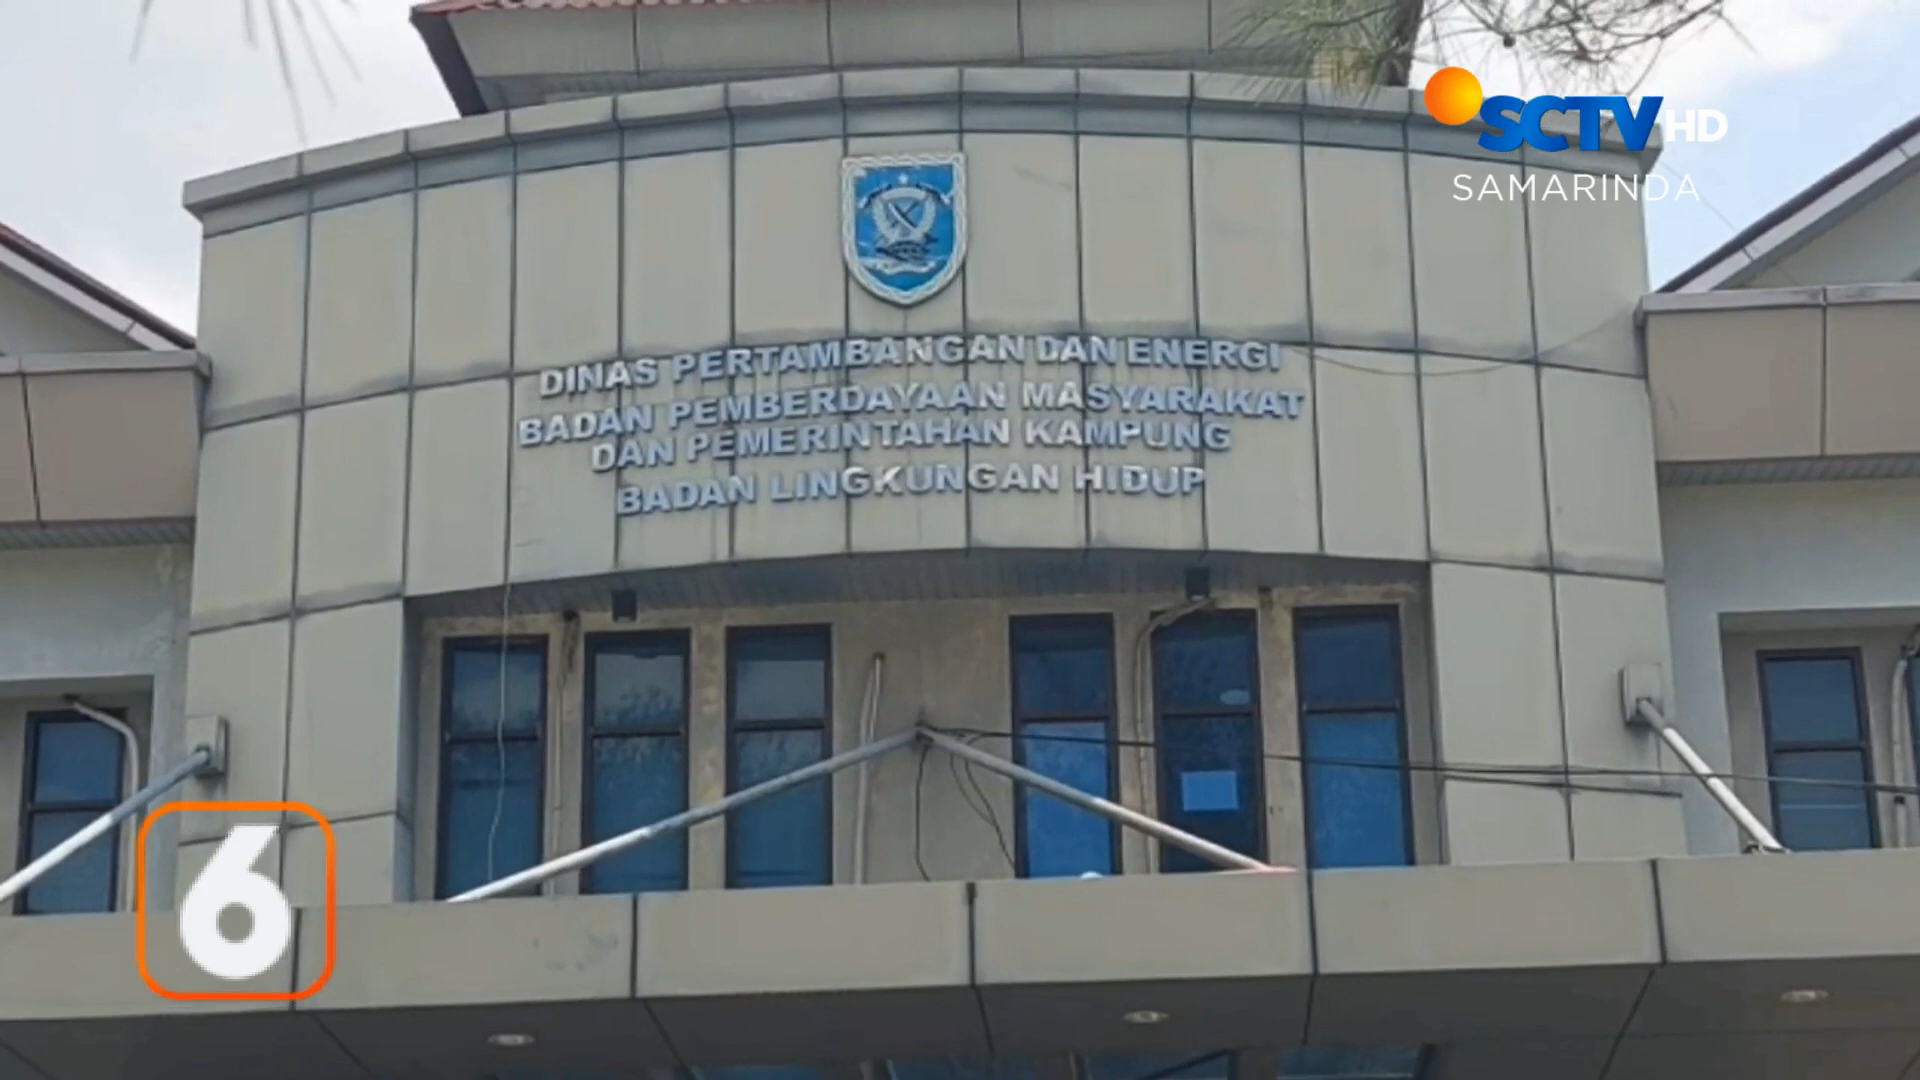 SCTV HD
SAMARINDA
DINAS PERTAMBANGAN DAN ENERGI
BADAN PEMBERDAYAAN MASYARAKAT
DAN PEMERINTAHAN KAMPUNG
BADAN LINGKUNGAN HIDUP
6